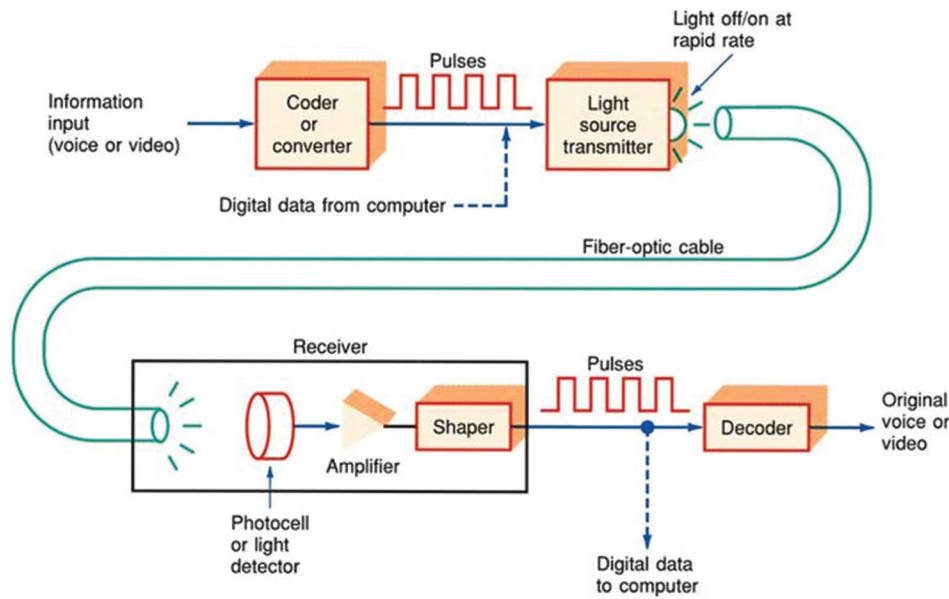 Light off/on at
rapid rate
Pulses
Information
input
(voice or video)
Coder
or
converter
Light
source
transmitter
Digital data from computer
Fiber-optic cable
Receiver
Pulses
Shaper
Decoder
Original
voice or
video
Amplifier
Photocell
or light
detector
Digital data
to computer